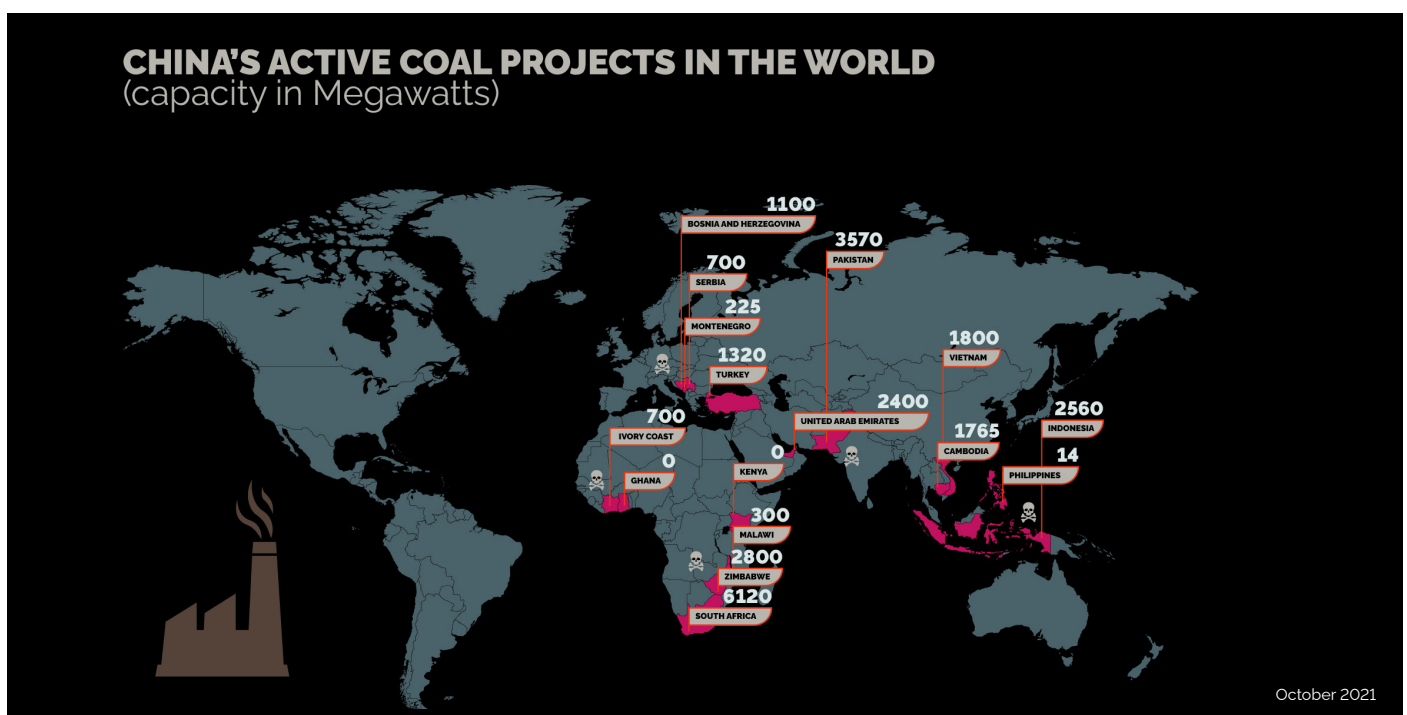 CHINA'S ACTIVE COAL PROJECTS IN THE WORLD
(capacity in Megawatts)
1100
BOSNIA AND HERZEGOVINA
3570
PAKISTAN
700
SERBIA
225
MONTENEGRO
1800
VIETNAM
1320
TURKEY
2400
UNITED ARAB EMIRATES
2560
INDONESIA
700
IVORY COAST
1765
CAMBODIA
0
GHANA
0
KENYA
14
PHILIPPINES
300
MALAWI
2800
ZIMBABWE
6120
SOUTH AFRICA
October 2021